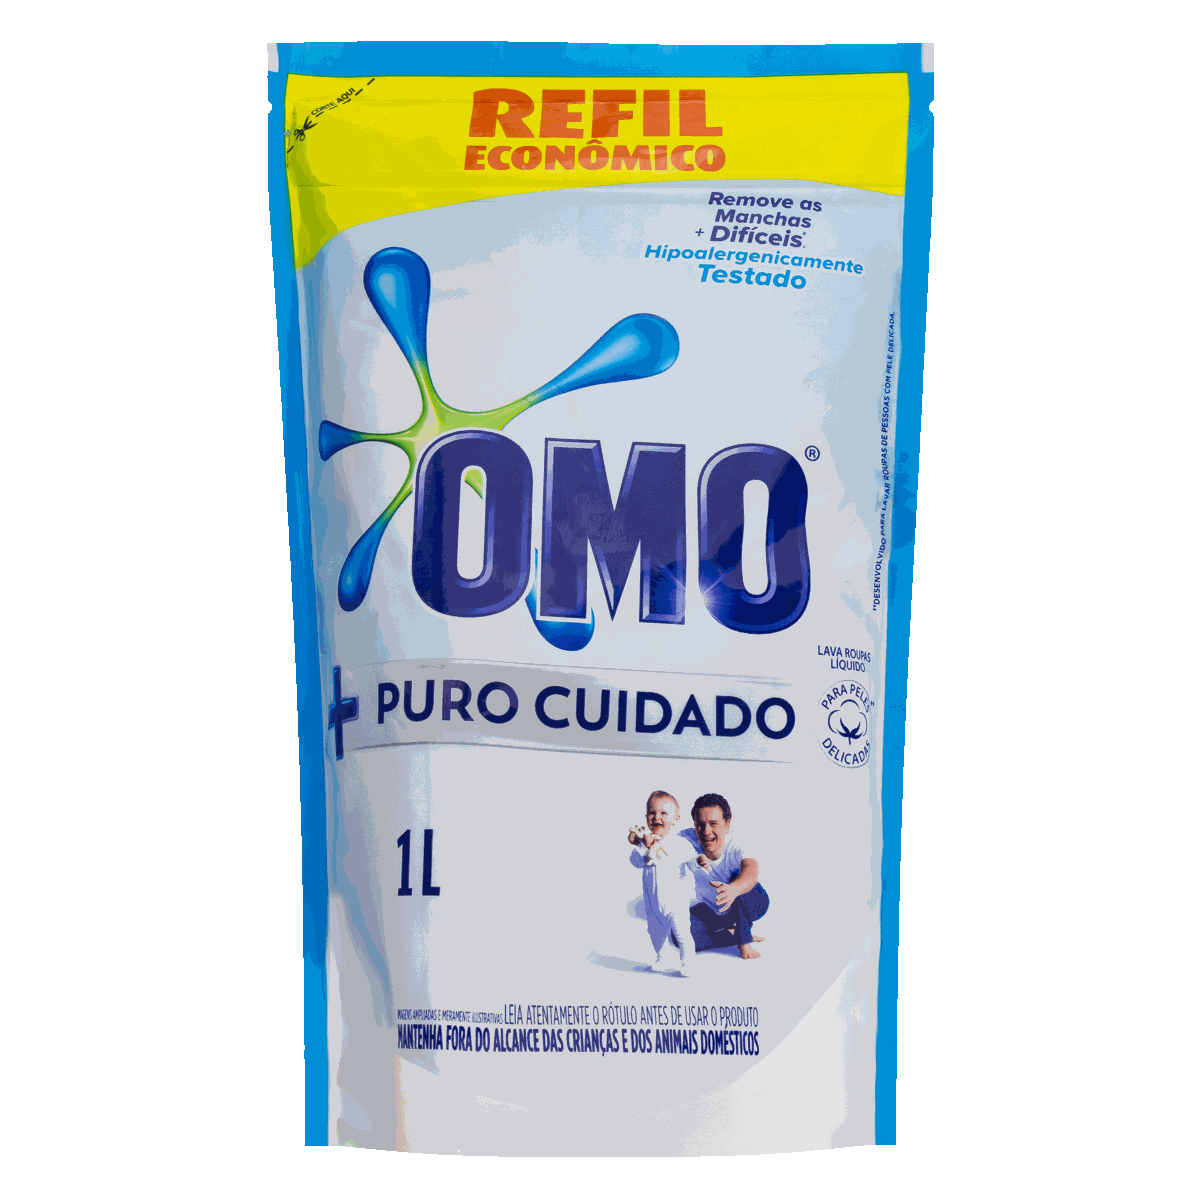 CORTE AQUI
REFIL
ECONÔMICO
Remove as
Manchas
+ Difíceis*.
Hipoalergenicamente
Testado
OMO®
**DESENVOLVIDO PARA LAVAR ROUPAS DE PESSOAS COM PELE DELICADA.
LAVA ROUPAS
LÍQUIDO
+ PURO CUIDADO
PARA PELES**
DELICADAS
1L
IMAGENS AMPLIADAS E MERAMENTE ILUSTRATIVAS LEIA ATENTAMENTE O RÓTULO ANTES DE USAR O PRODUTO
MANTENHA FORA DO ALCANCE DAS CRIANÇAS E DOS ANIMAIS DOMÉSTICOS